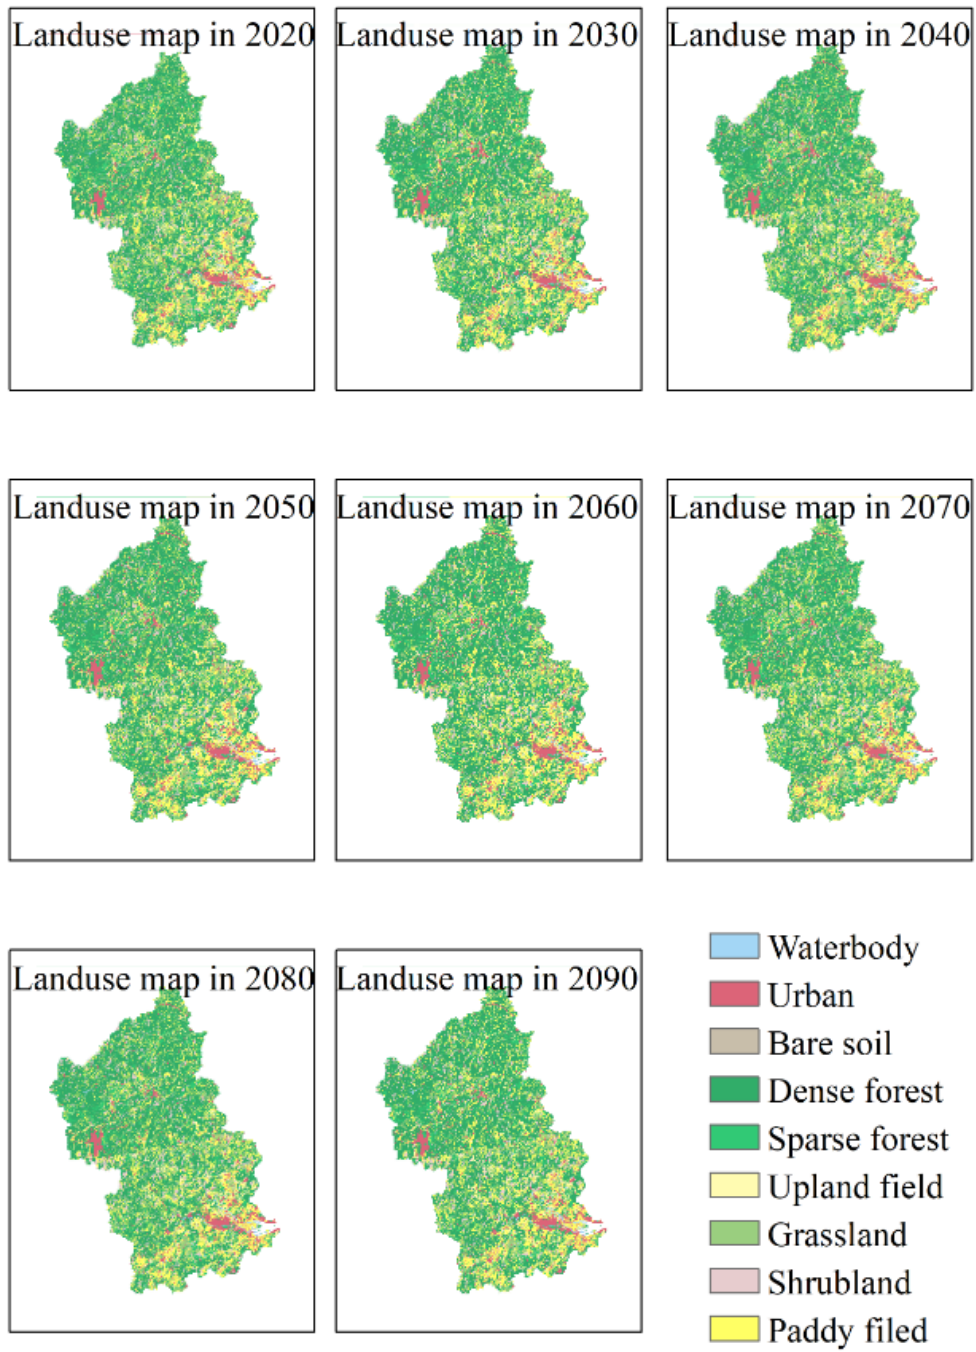 Landuse map in 2020
Landuse map in 2030
Landuse map in 2040
Landuse map in 2050
Landuse map in 2060
Landuse map in 2070
Landuse map in 2080
Landuse map in 2090
Waterbody
Urban
Bare soil
Dense forest
Sparse forest
Upland field
Grassland
Shrubland
Paddy filed